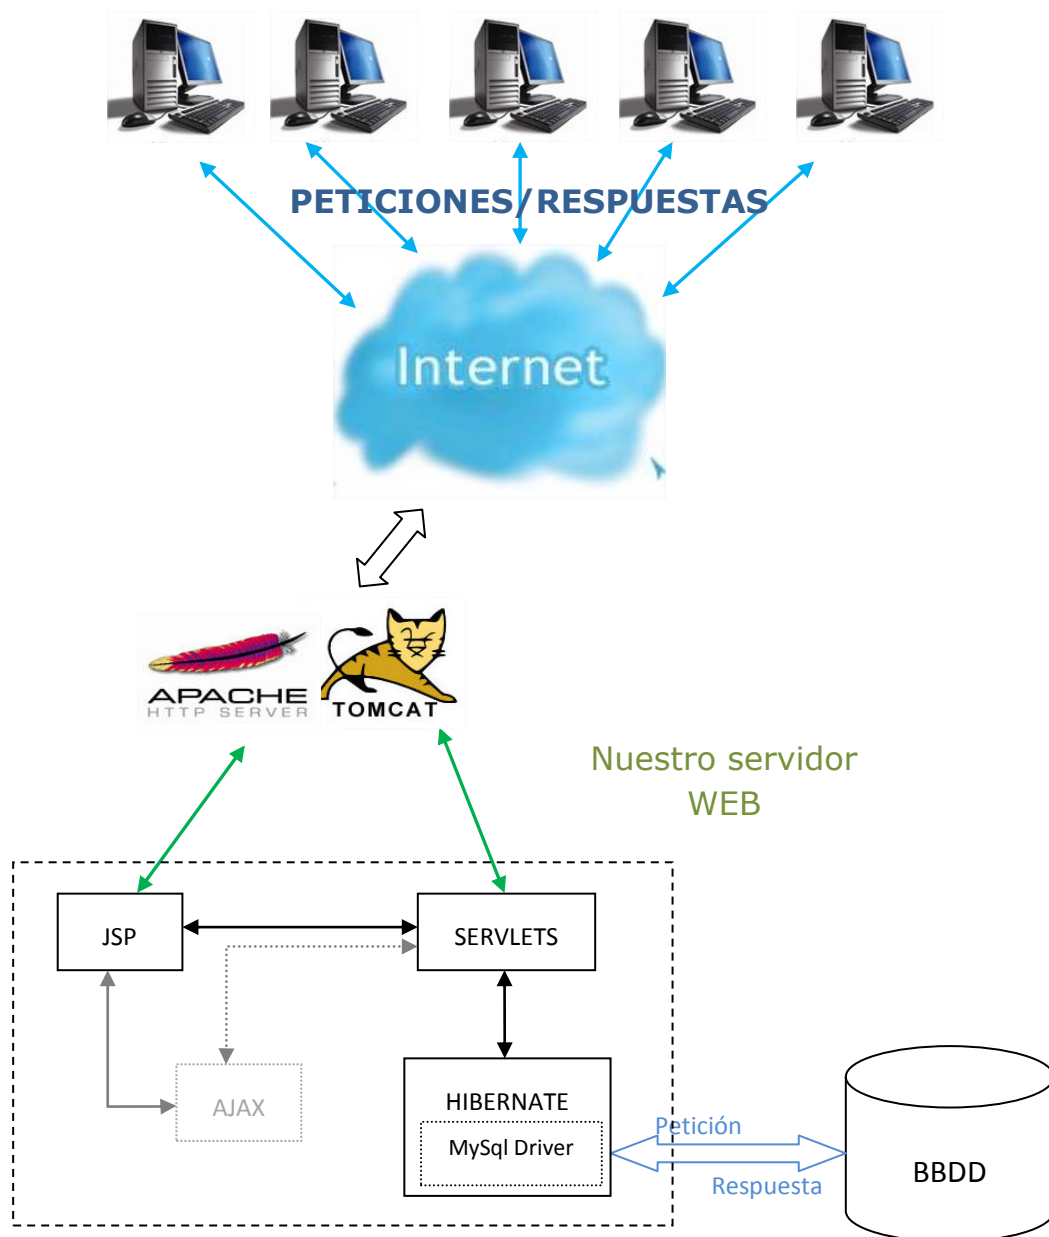 PETICIONES/RESPUESTAS
Internet
APACHE
HTTP SERVER
TOMCAT
Nuestro servidor
WEB
JSP
SERVLETS
AJAX
HIBERNATE
MySql Driver
Petición
Respuesta
BBDD